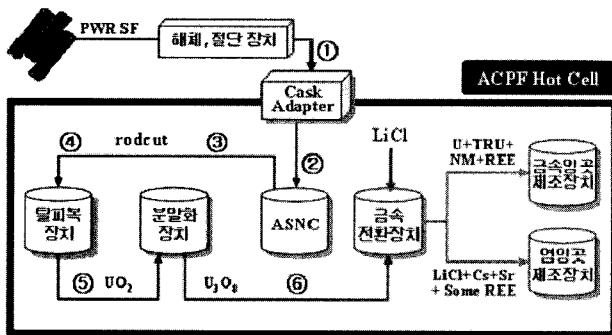 PWR SF
해체, 절단 장치
①
ACPF Hot Cell
Cask
Adapter
④
rodcut
③
②
LiCl
U+TRU+
NM+REE
금속잉곳
제조장치
탈피복
장치
분말화
장치
ASNC
금속
전환장치
염잉곳
제조장치
⑤
UO₂
U₃O₈
⑥
LiCl+Cs+Sr
+ Some REE